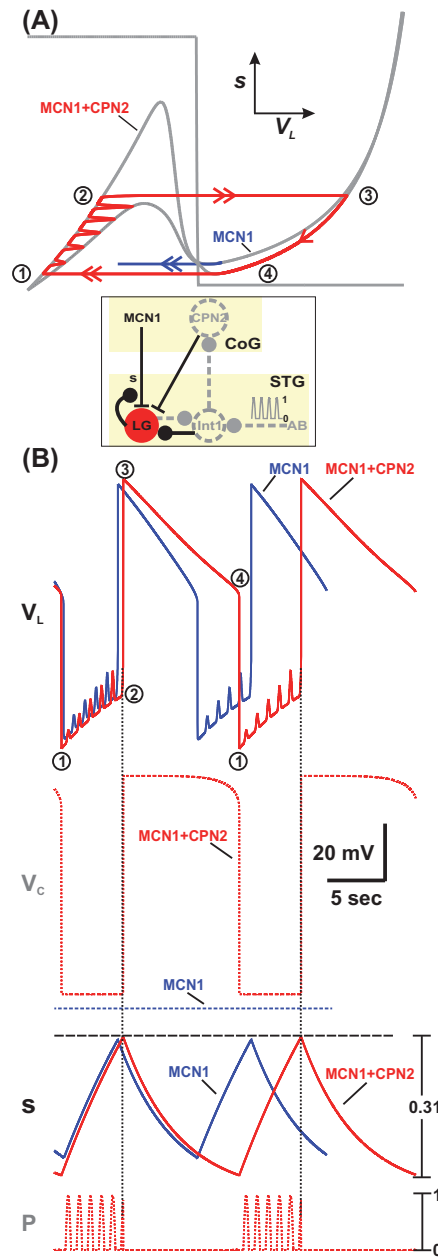 (A)
s
V_L
MCN1+CPN2
② ③
MCN1
① ④
MCN1 CPN2
CoG
s STG
1
0
LG Int1 AB
(B)
③ MCN1 MCN1+CPN2
④
V_L
②
① ①
MCN1+CPN2
20 mV
V_C
5 sec
MCN1
MCN1 MCN1+CPN2
s
0.31
1
P
0